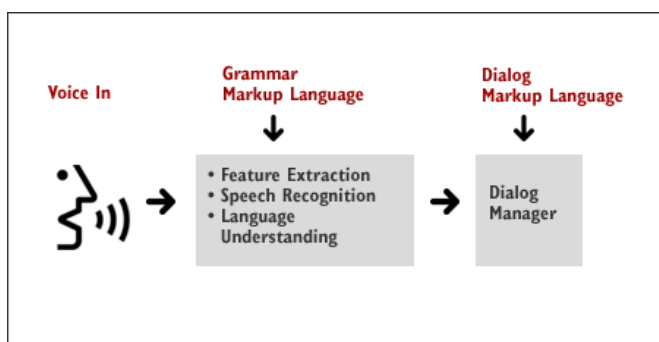 Voice In
Grammar
Markup Language
Dialog
Markup Language
• Feature Extraction
• Speech Recognition
• Language
Understanding
Dialog
Manager